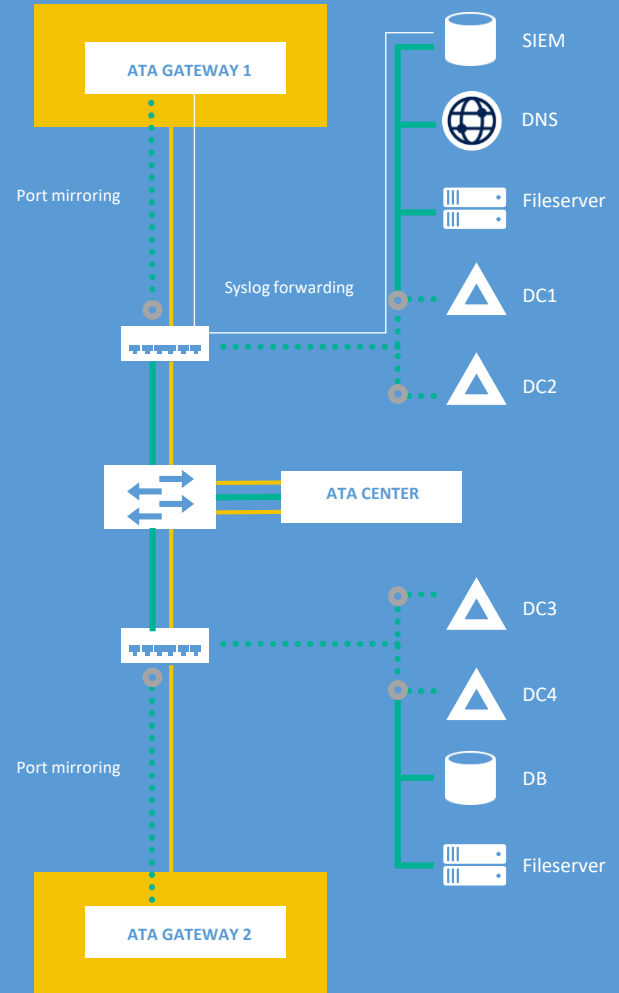 ATA GATEWAY 1
SIEM
DNS
Port mirroring
Fileserver
Syslog forwarding
DC1
DC2
ATA CENTER
DC3
DC4
Port mirroring
DB
Fileserver
ATA GATEWAY 2